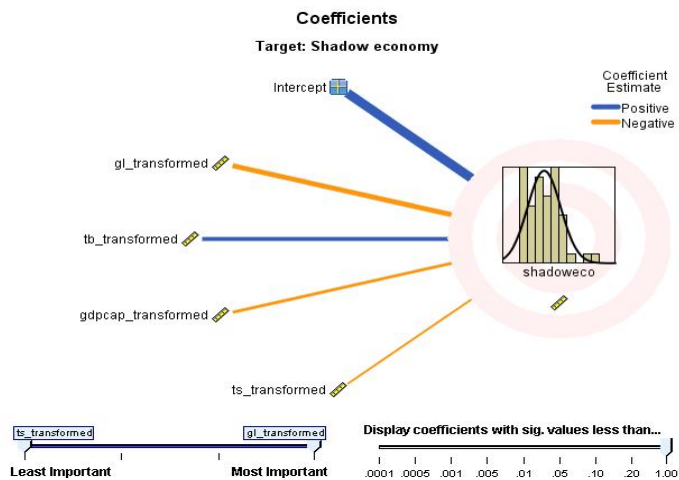 Coefficients
Target: Shadow economy
Coefficient
Estimate
Positive
Negative
Intercept
gl_transformed
tb_transformed
gdpcap_transformed
ts_transformed
shadoweco
ts_transformed
gl_transformed
Least Important
Most Important
Display coefficients with sig. values less than...
.0001 .0005 .001 .005 .01 .05 .10 .20 1.00